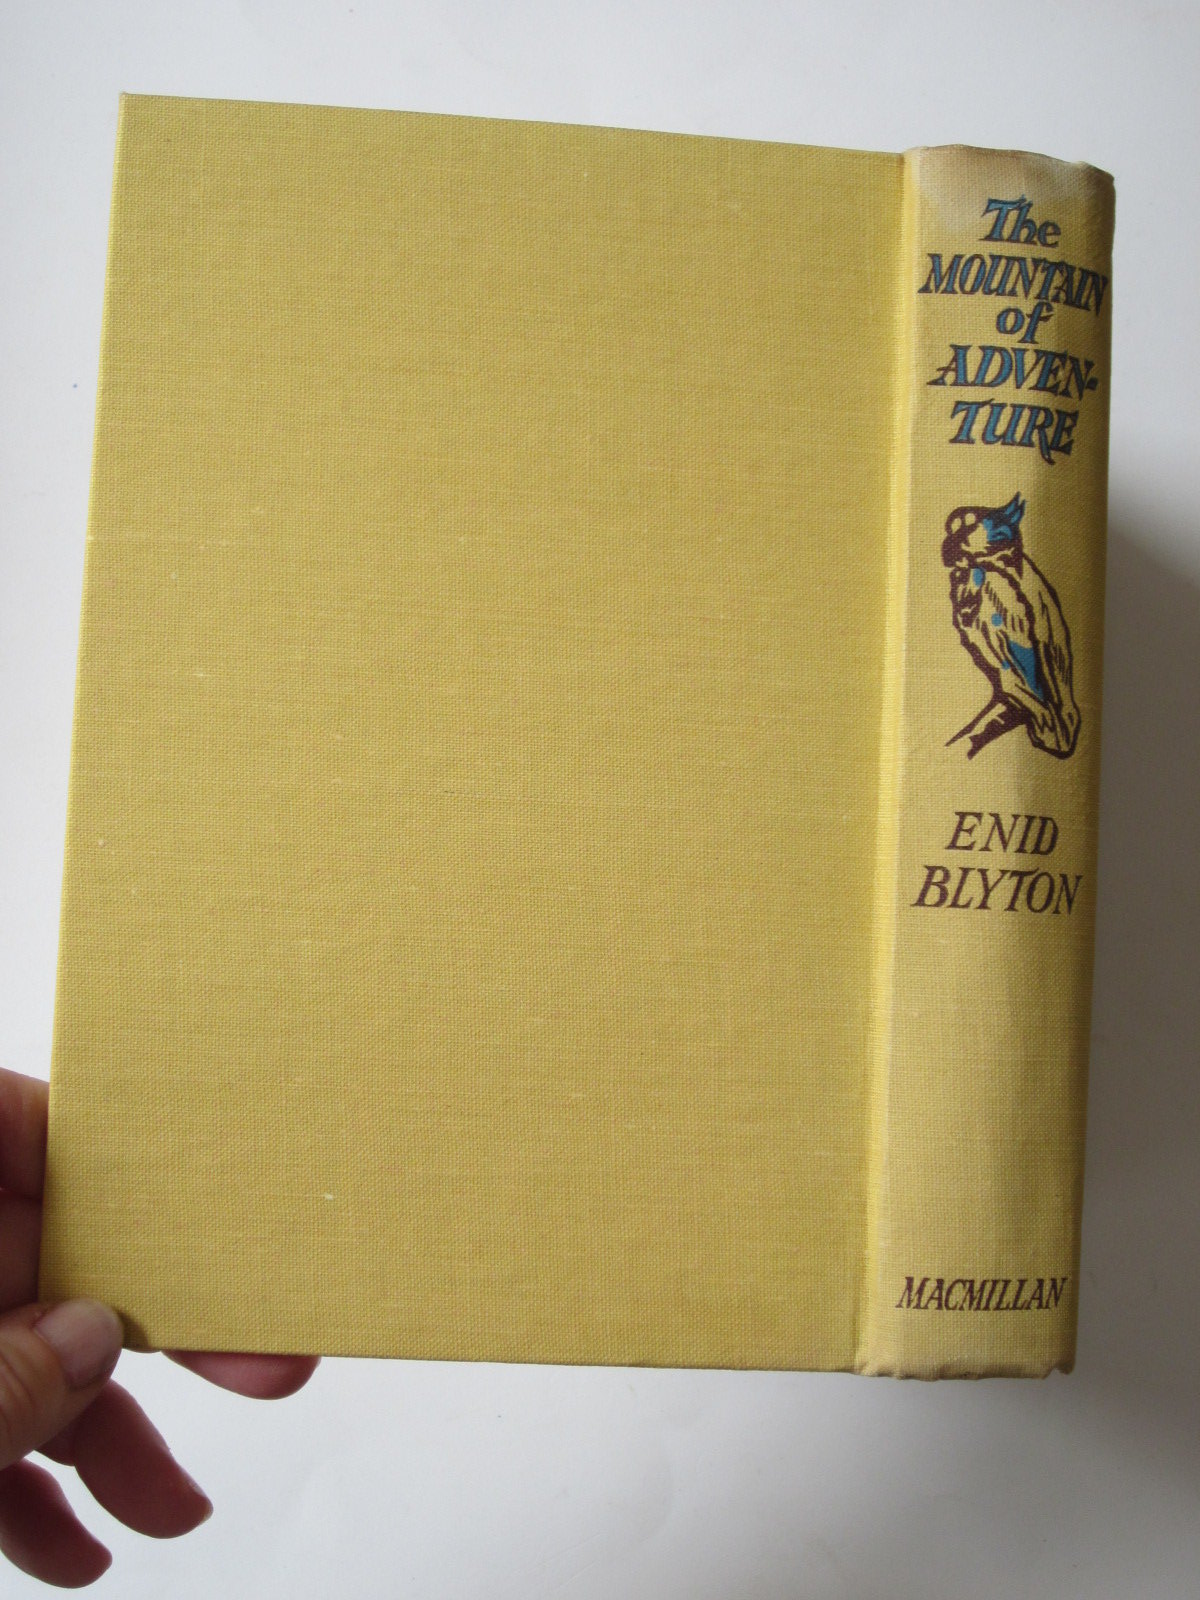 The
MOUNTAIN
of
ADVEN-
TURE
ENID
BLYTON
MACMILLAN